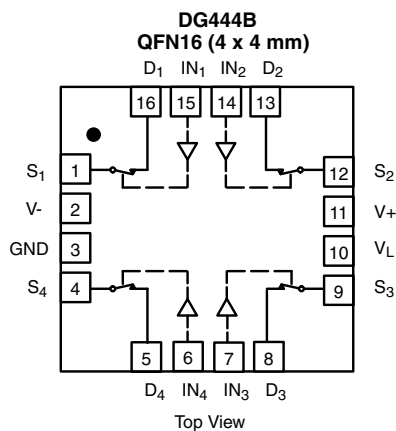 DG444B
QFN16 (4 x 4 mm)
D1 IN1 IN2 D2
16 15 14 13
S1 1 12 S2
V- 2 11 V+
GND 3 10 VL
S4 4 9 S3
5 6 7 8
D4 IN4 IN3 D3
Top View